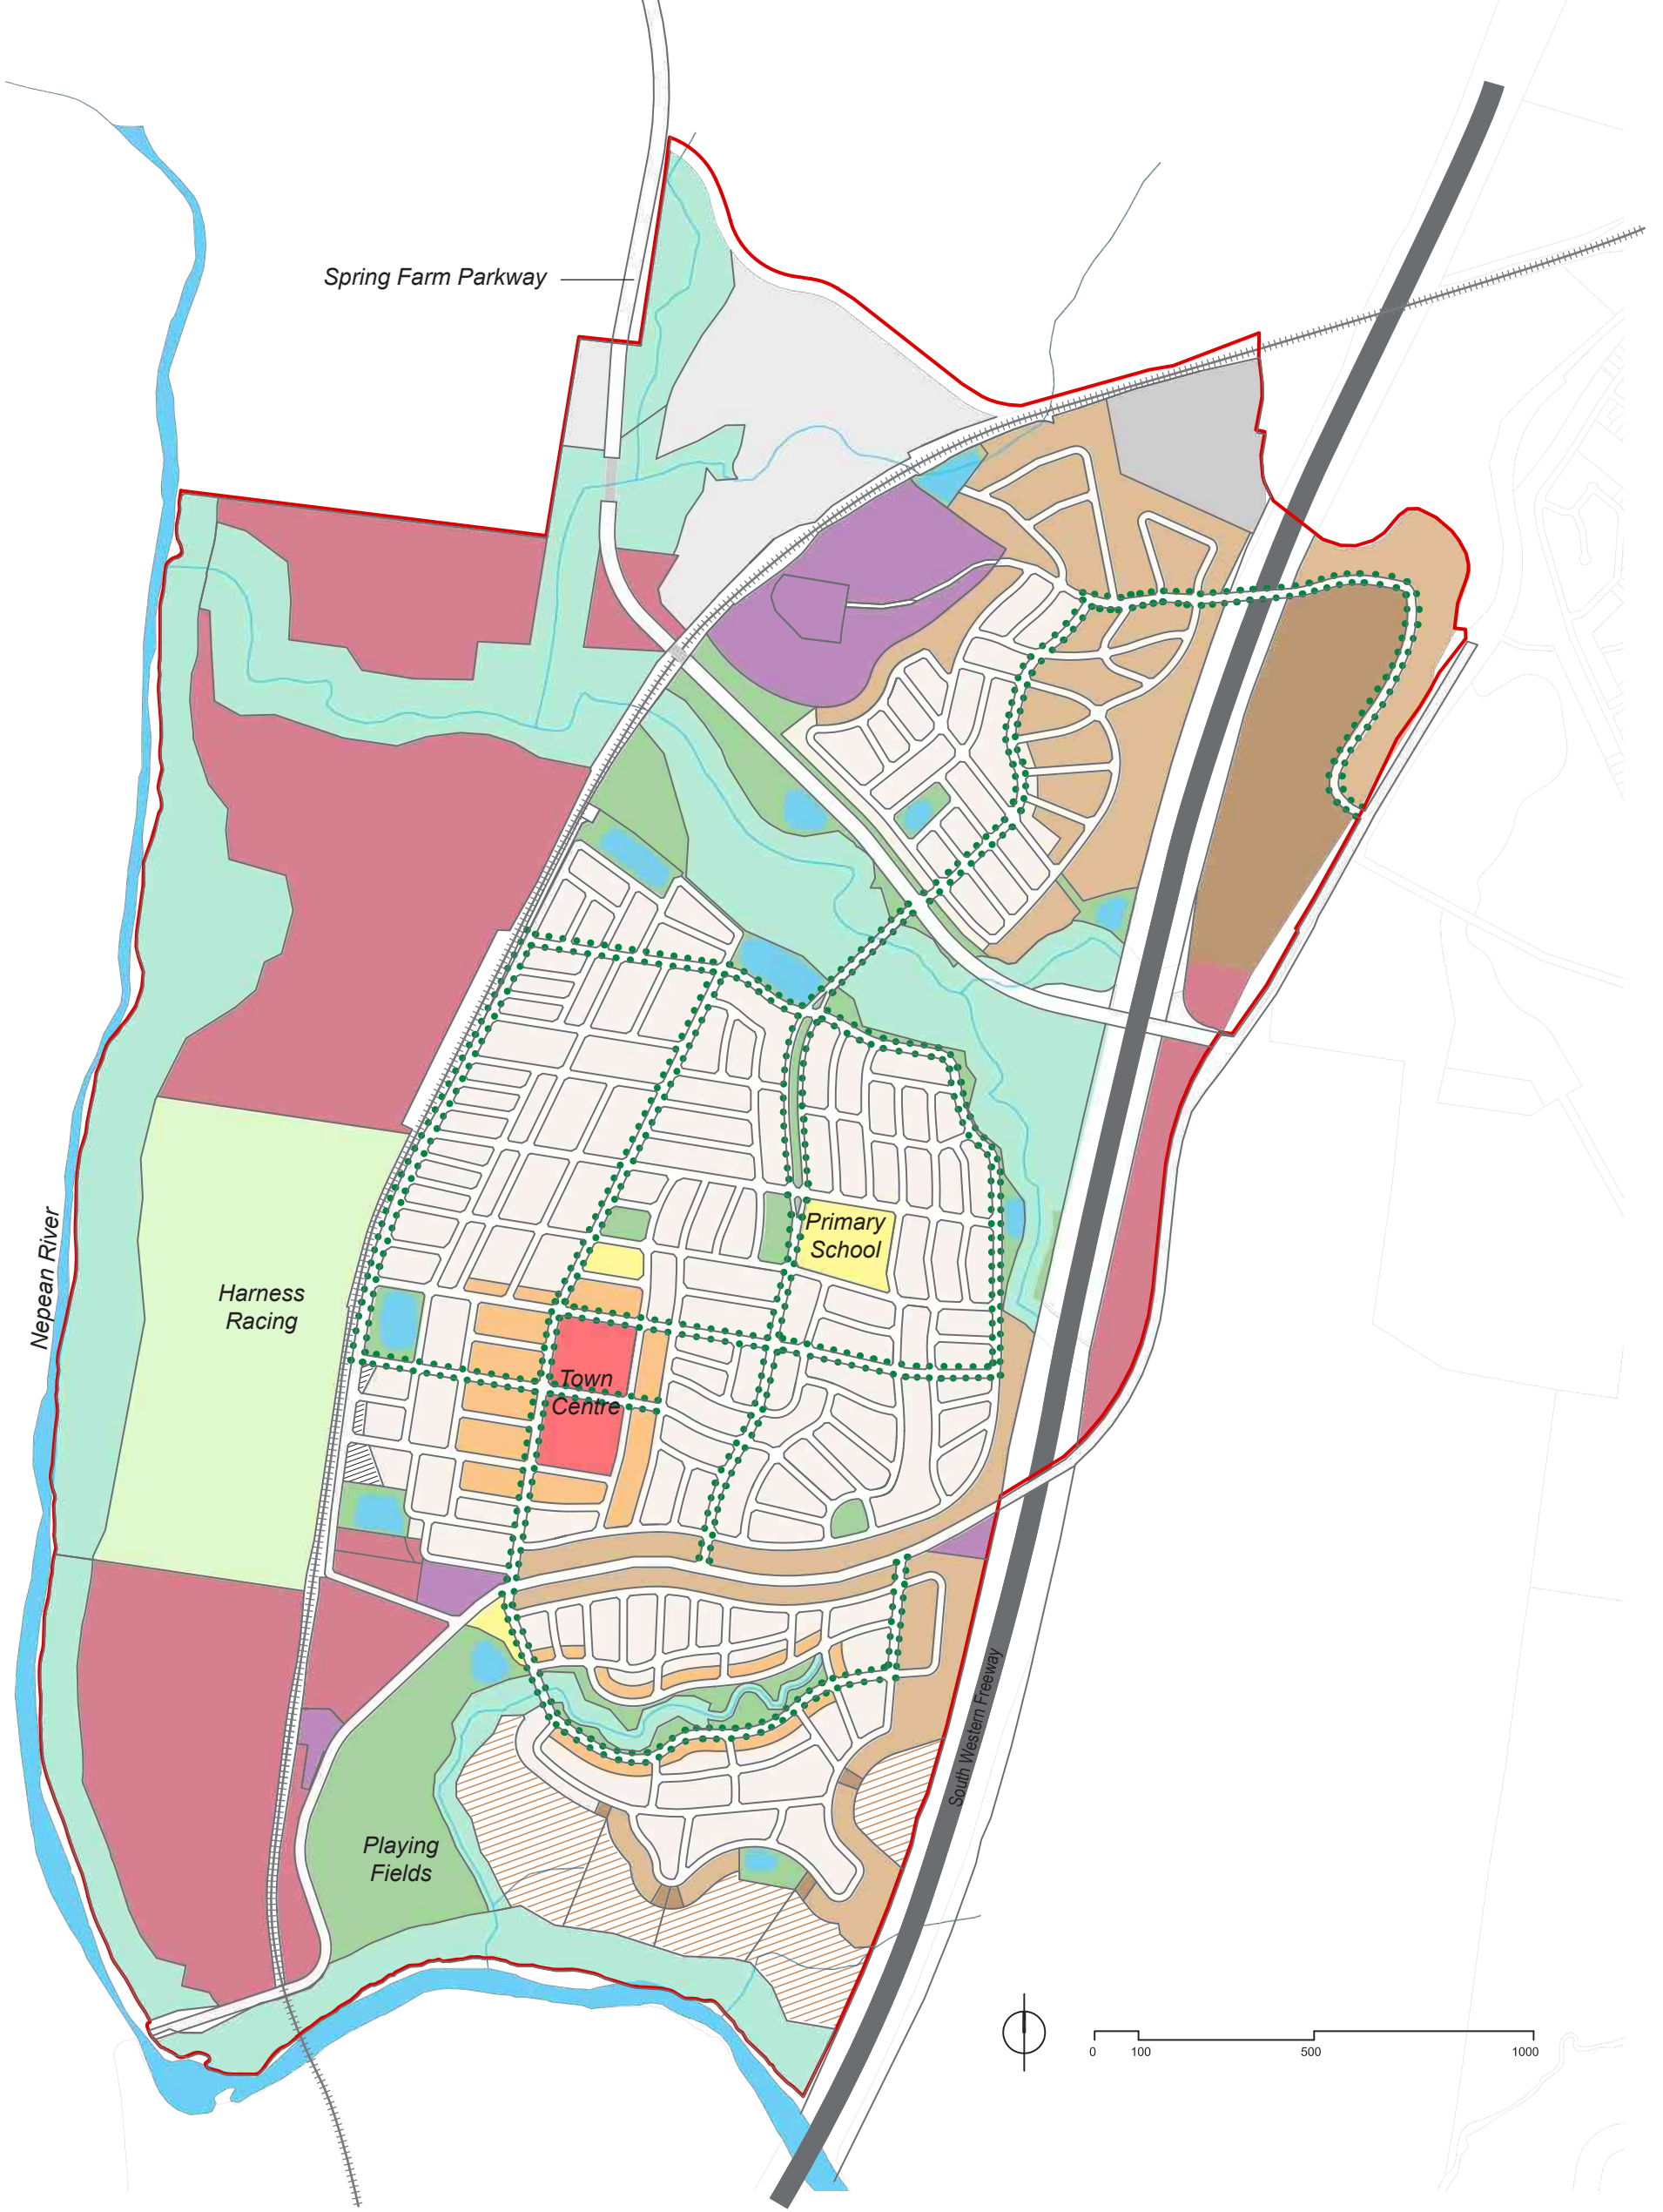 Spring Farm Parkway
Primary
School
Harness
Racing
Nepean River
Town
Centre
South Western Freeway
Playing
Fields
0 100 500 1000